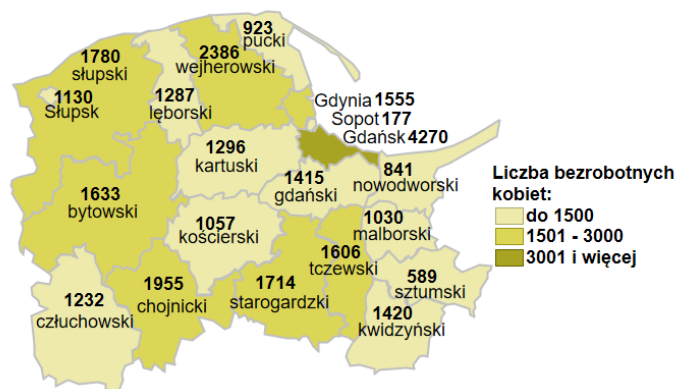 923
pucki
1780
słupski
2386
wejherowski
1130
Słupsk
1287
lęborski
Gdynia 1555
Sopot 177
Gdańsk 4270
1296
kartuski
1415
gdański
841
nowodworski
1633
bytowski
1057
kościerski
1030
malborski
1606
tczewski
1232
człuchowski
1955
chojnicki
1714
starogardzki
589
sztumski
1420
kwidzyński
Liczba bezrobotnych
kobiet:
do 1500
1501 - 3000
3001 i więcej